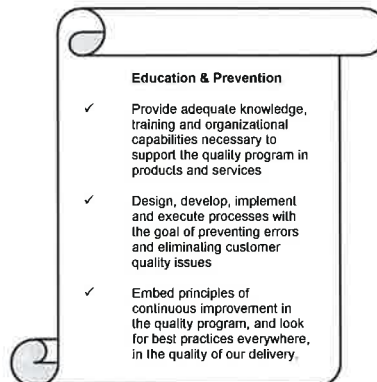 Education & Prevention
✓ Provide adequate knowledge,
training and organizational
capabilities necessary to
support the quality program in
products and services
✓ Design, develop, implement
and execute processes with
the goal of preventing errors
and eliminating customer
quality issues
✓ Embed principles of
continuous improvement in
the quality program, and look
for best practices everywhere,
in the quality of our delivery.